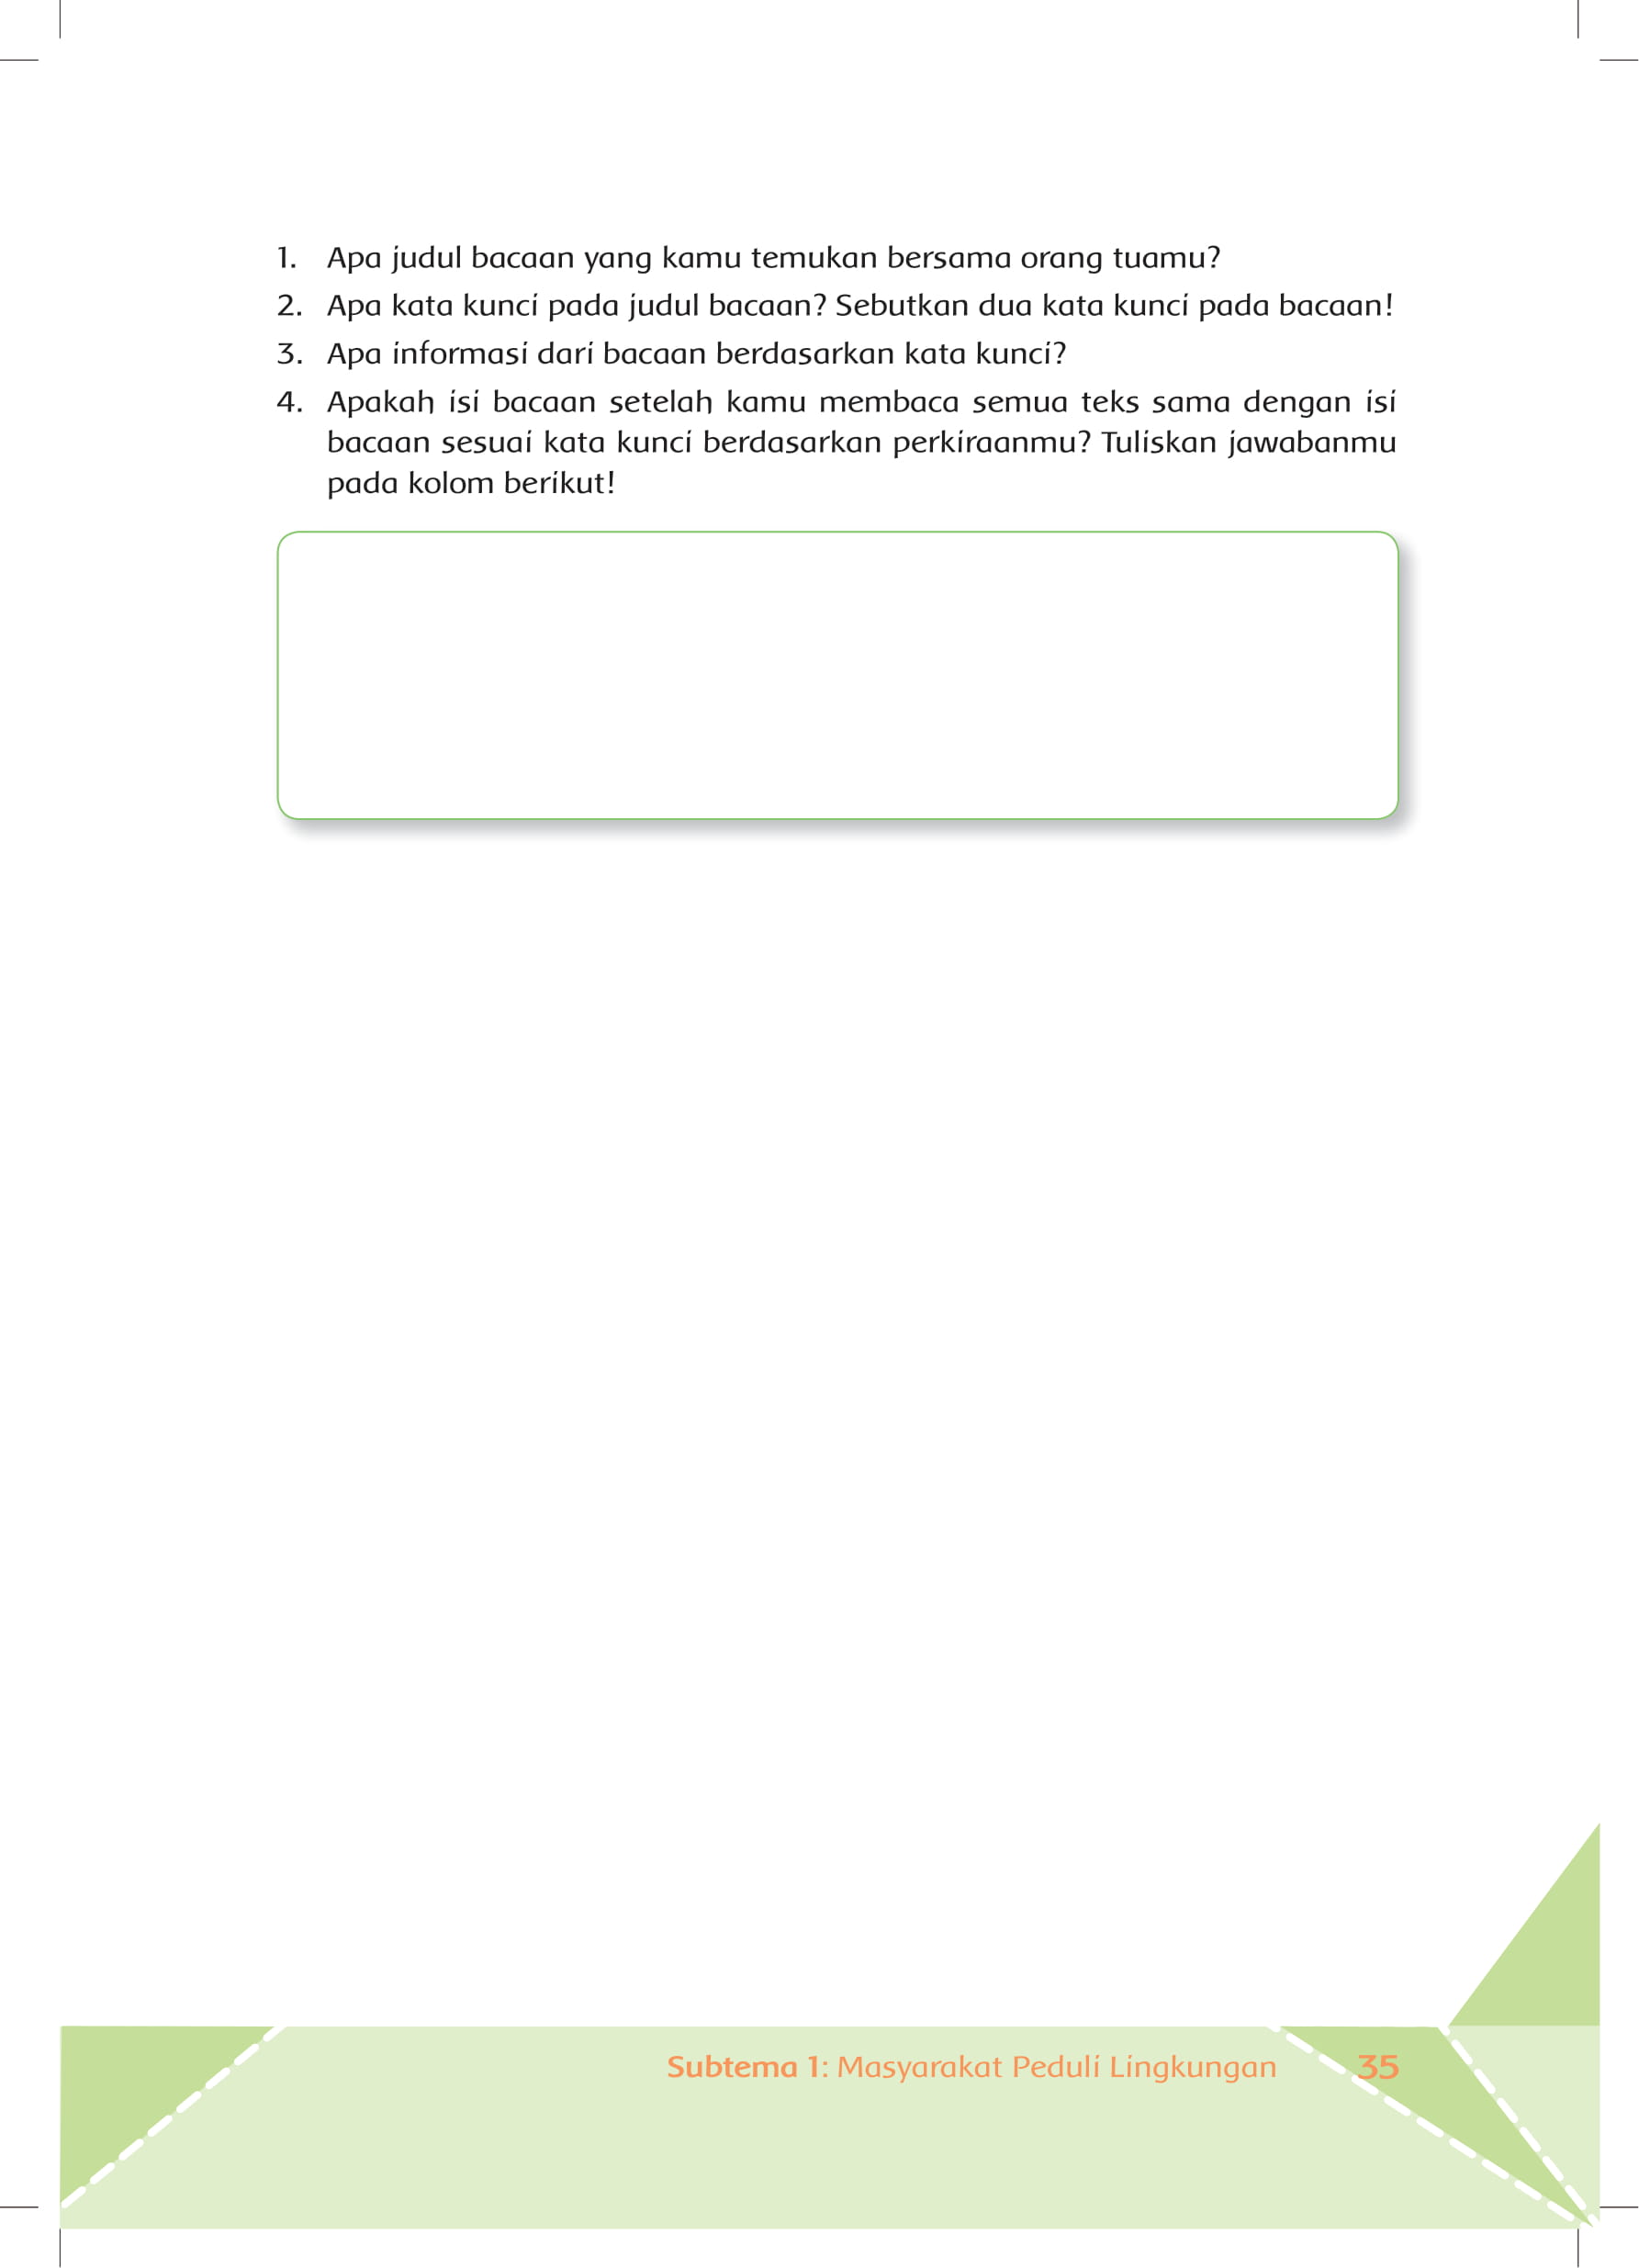 1. Apa judul bacaan yang kamu temukan bersama orang tuamu?
2. Apa kata kunci pada judul bacaan? Sebutkan dua kata kunci pada bacaan!
3. Apa informasi dari bacaan berdasarkan kata kunci?
4. Apakah isi bacaan setelah kamu membaca semua teks sama dengan isi
bacaan sesuai kata kunci berdasarkan perkiraanmu? Tuliskan jawabanmu
pada kolom berikut!
Subtema 1: Masyarakat Peduli Lingkungan 35